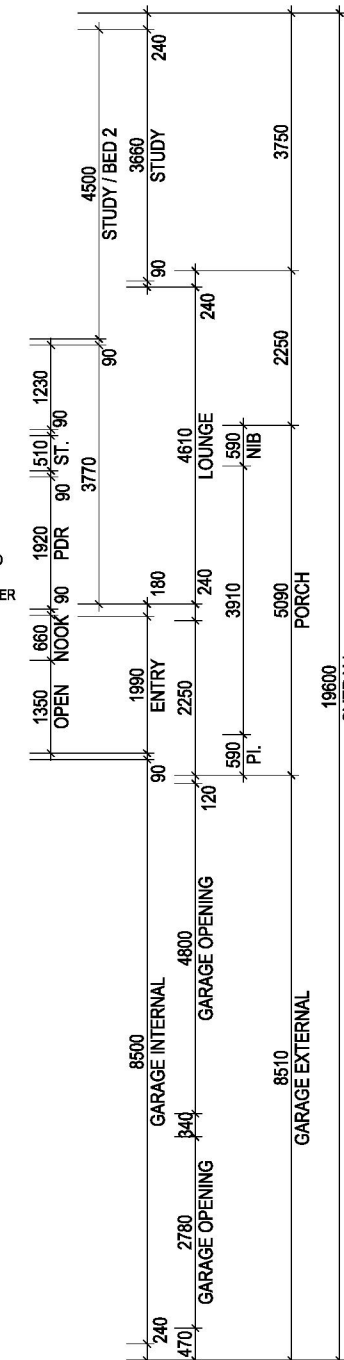 ER
1350 660 90 1920 90 510 90 1230
OPEN NOOK PDR ST.
3770 90 4500
STUDY / BED 2
240 8500 90 1990 180 90 3660 240
GARAGE INTERNAL ENTRY STUDY
470 2780 340 4800 120 2250 240 4610 240
GARAGE OPENING GARAGE OPENING LOUNGE
590 3910 590
PI. NIB
8510 5090 2250 3750
GARAGE EXTERNAL PORCH
19600